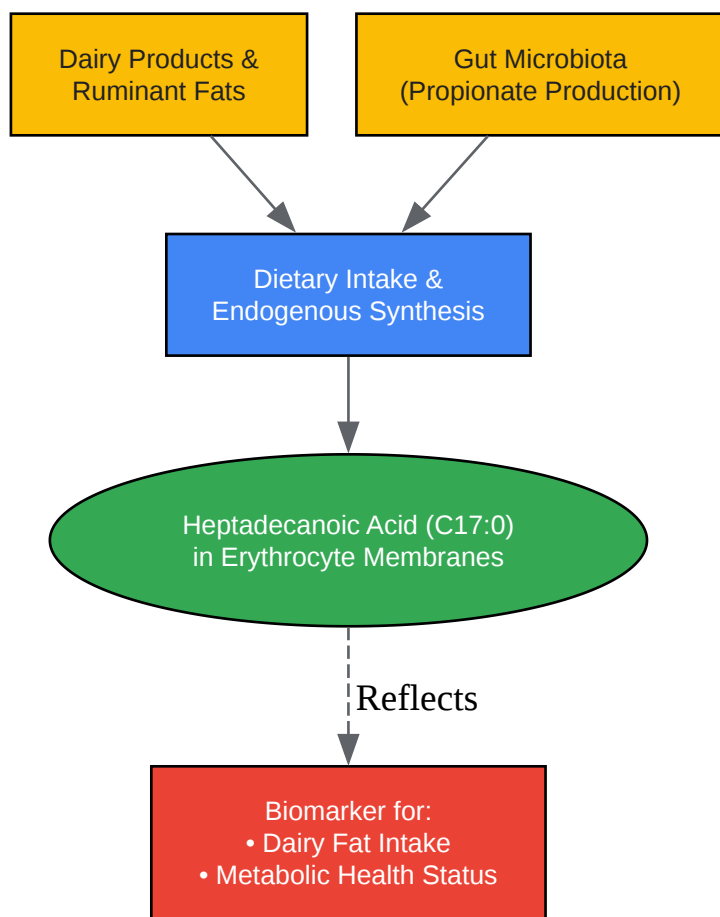 Dairy Products &
Ruminant Fats
Gut Microbiota
(Propionate Production)
Dietary Intake &
Endogenous Synthesis
Heptadecanoic Acid (C17:0)
in Erythrocyte Membranes
Reflects
Biomarker for:
• Dairy Fat Intake
• Metabolic Health Status